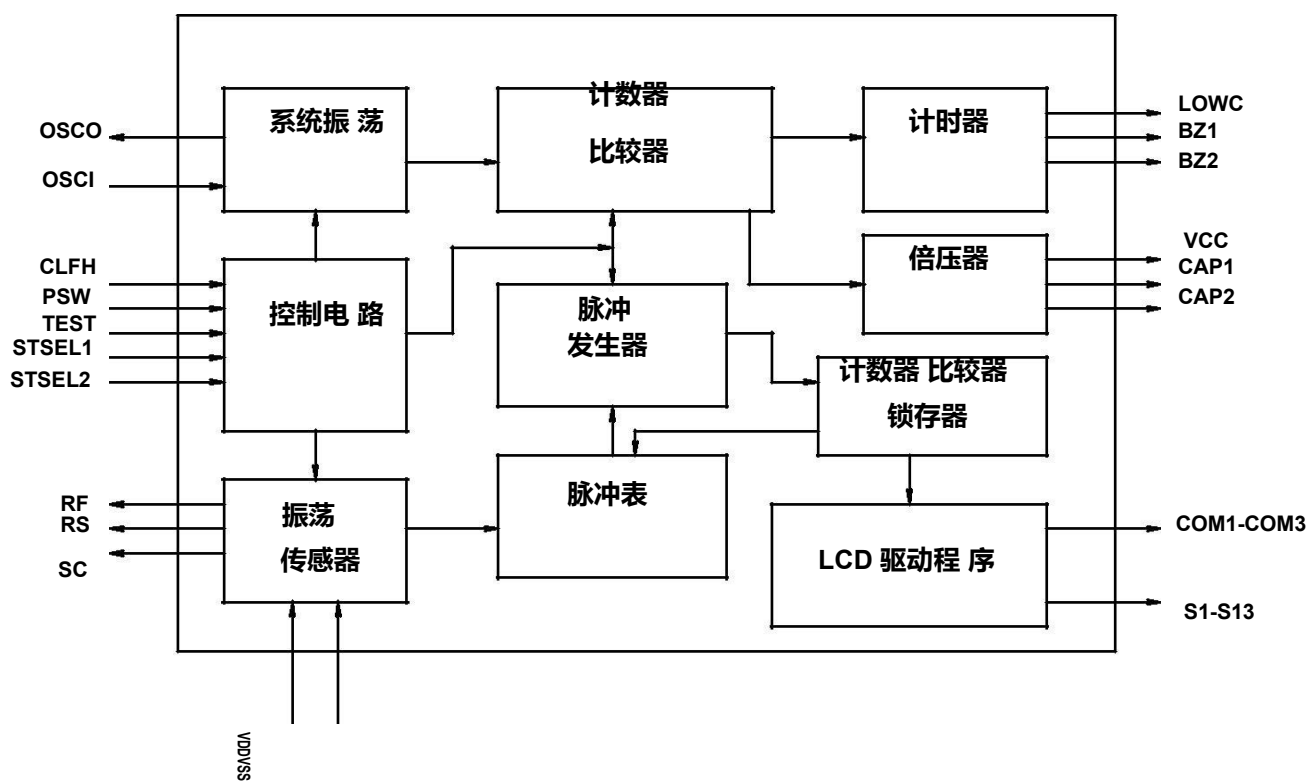 系统振 荡
计数器
比较器
计时器
LOWC
BZ1
BZ2
OSCO
OSCI
倍压器
VCC
CAP1
CAP2
CLFH
PSW
TEST
STSEL1
STSEL2
控制电 路
脉冲
发生器
计数器 比较器
锁存器
RF
RS
SC
振荡
传感器
脉冲表
LCD 驱动程 序
COM1-COM3
S1-S13
VDDVSS